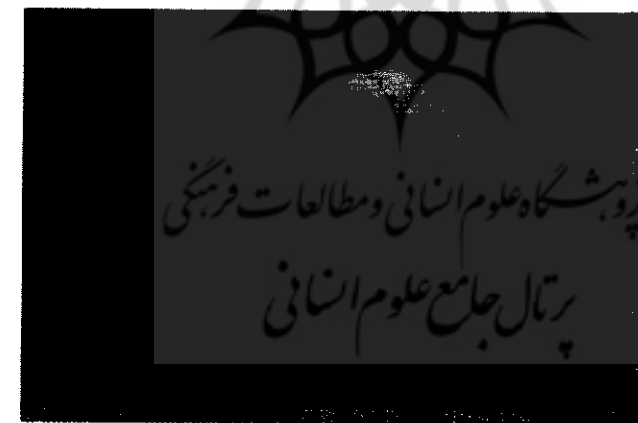 پژوهشگاه علوم انسانی و مطالعات فرهنگی
پرتال جامع علوم انسانی